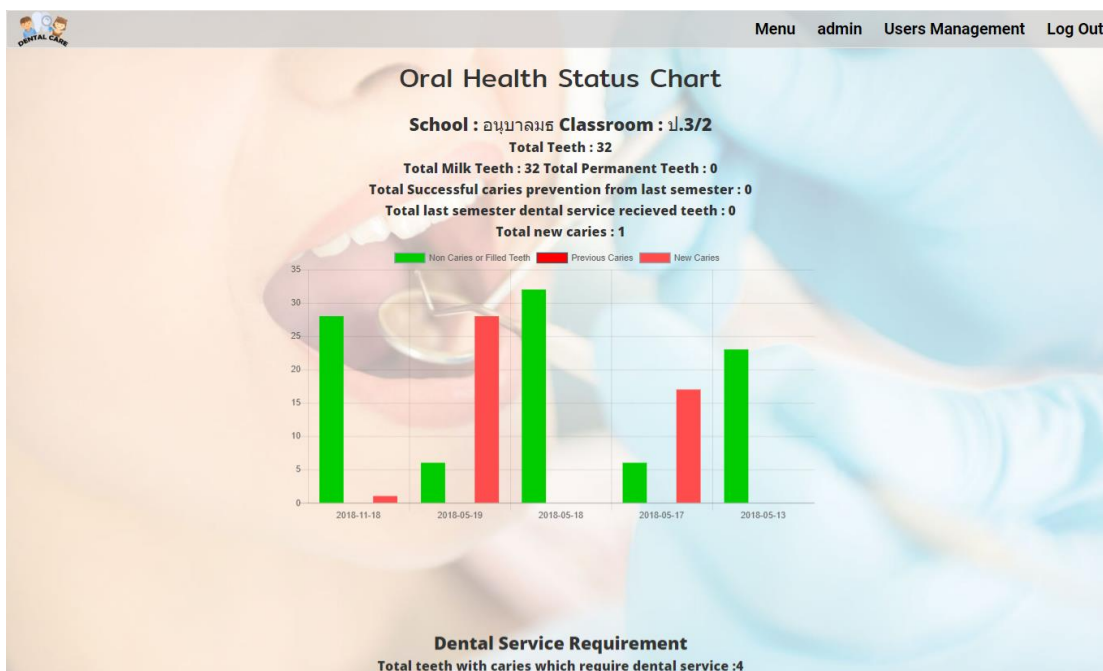 DENTAL CARE
Menu admin Users Management Log Out
Oral Health Status Chart
School : อนุบาลมธ Classroom : ป.3/2
Total Teeth : 32
Total Milk Teeth : 32 Total Permanent Teeth : 0
Total Successful caries prevention from last semester : 0
Total last semester dental service recieved teeth : 0
Total new caries : 1
Non Caries or Filled Teeth Previous Caries New Caries
35
30
25
20
15
10
5
0
2018-11-18 2018-05-19 2018-05-18 2018-05-17 2018-05-13
Dental Service Requirement
Total teeth with caries which require dental service :4